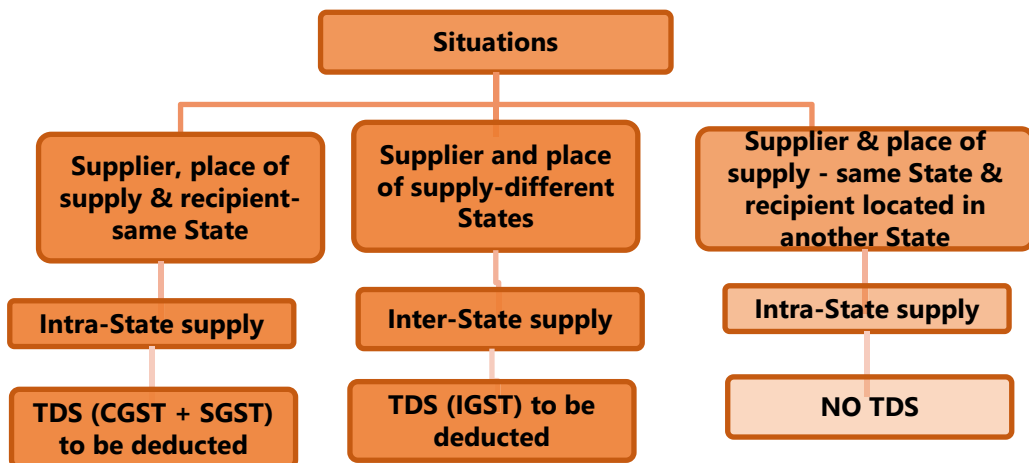 Situations
Supplier, place of
supply & recipient-
same State
Supplier and place
of supply-different
States
Supplier & place of
supply - same State &
recipient located in
another State
Intra-State supply
Inter-State supply
Intra-State supply
TDS (CGST + SGST)
to be deducted
TDS (IGST) to be
deducted
NO TDS